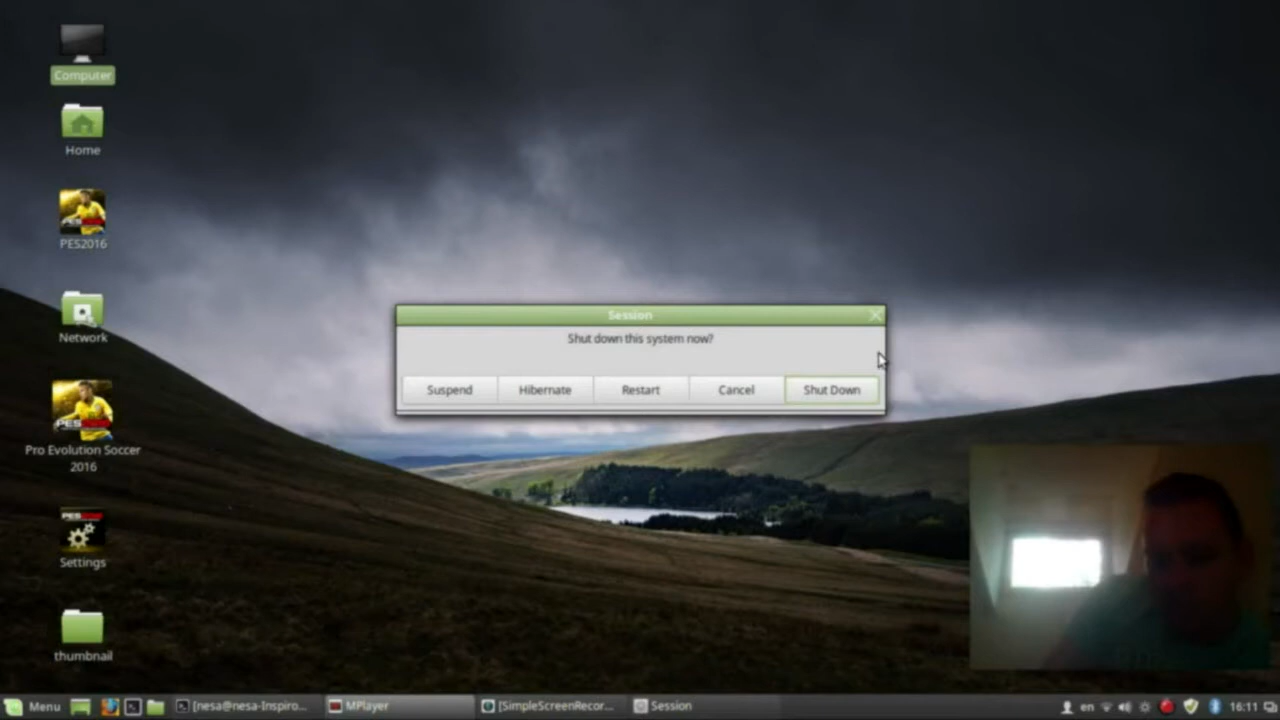 Computer
Home
PES2016
Network
Pro Evolution Soccer
2016
Settings
thumbnail
Session
Shut down this system now?
Suspend
Hibernate
Restart
Cancel
Shut Down
Menu
[nesa@nesa-Inspiro...
MPlayer
[SimpleScreenRecor...
Session
en
16:11